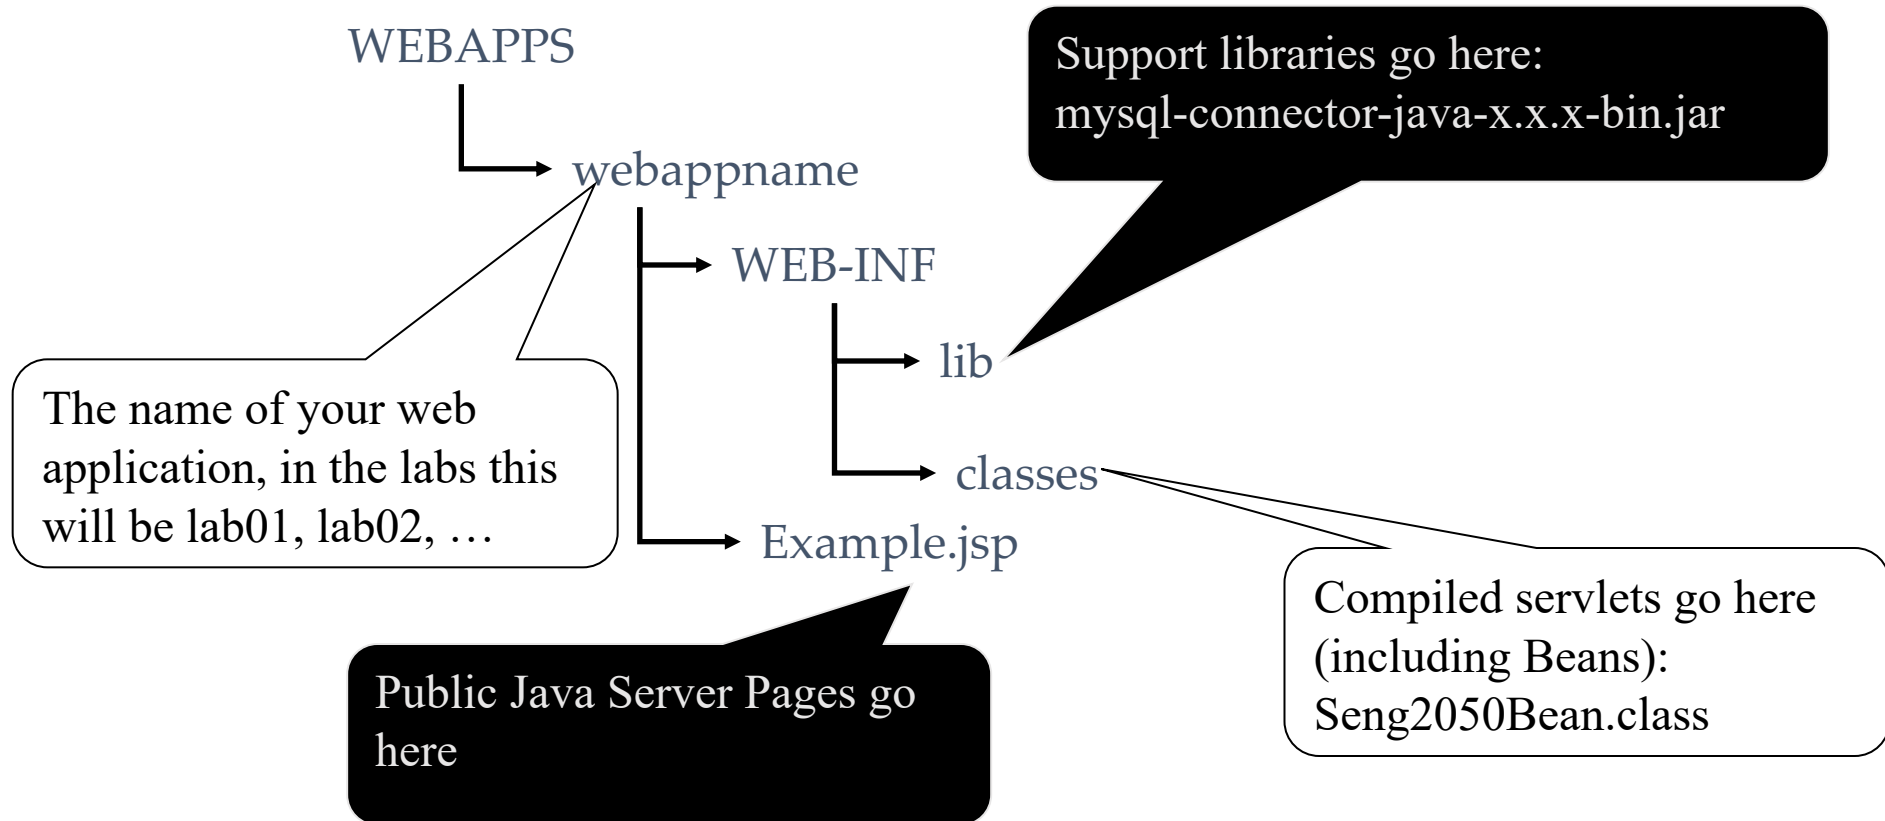 WEBAPPS
Support libraries go here:
mysql-connector-java-x.x.x-bin.jar
webappname
WEB-INF
lib
The name of your web
application, in the labs this
will be lab01, lab02, …
classes
Example.jsp
Compiled servlets go here
(including Beans):
Seng2050Bean.class
Public Java Server Pages go
here